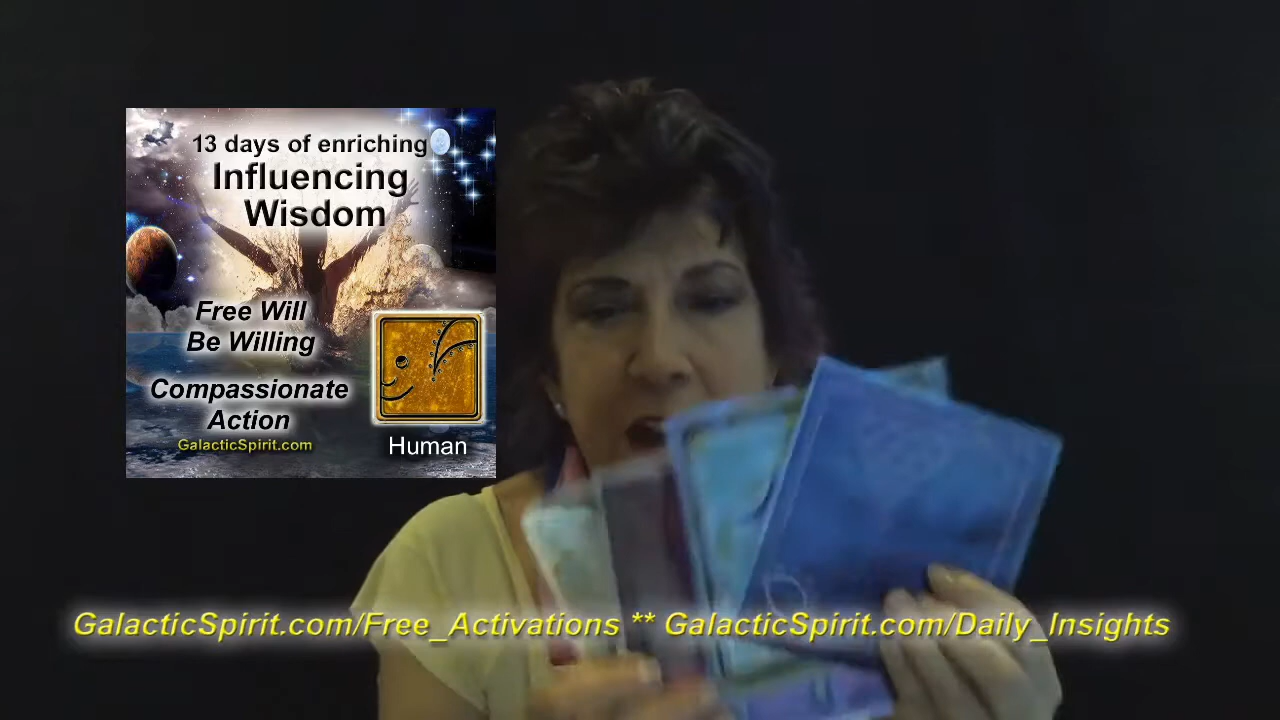 13 days of enriching
Influencing
Wisdom
Free Will
Be Willing
Compassionate
Action
GalacticSpirit.com
Human
GalacticSpirit.com/Free_Activations ** GalacticSpirit.com/Daily_Insights